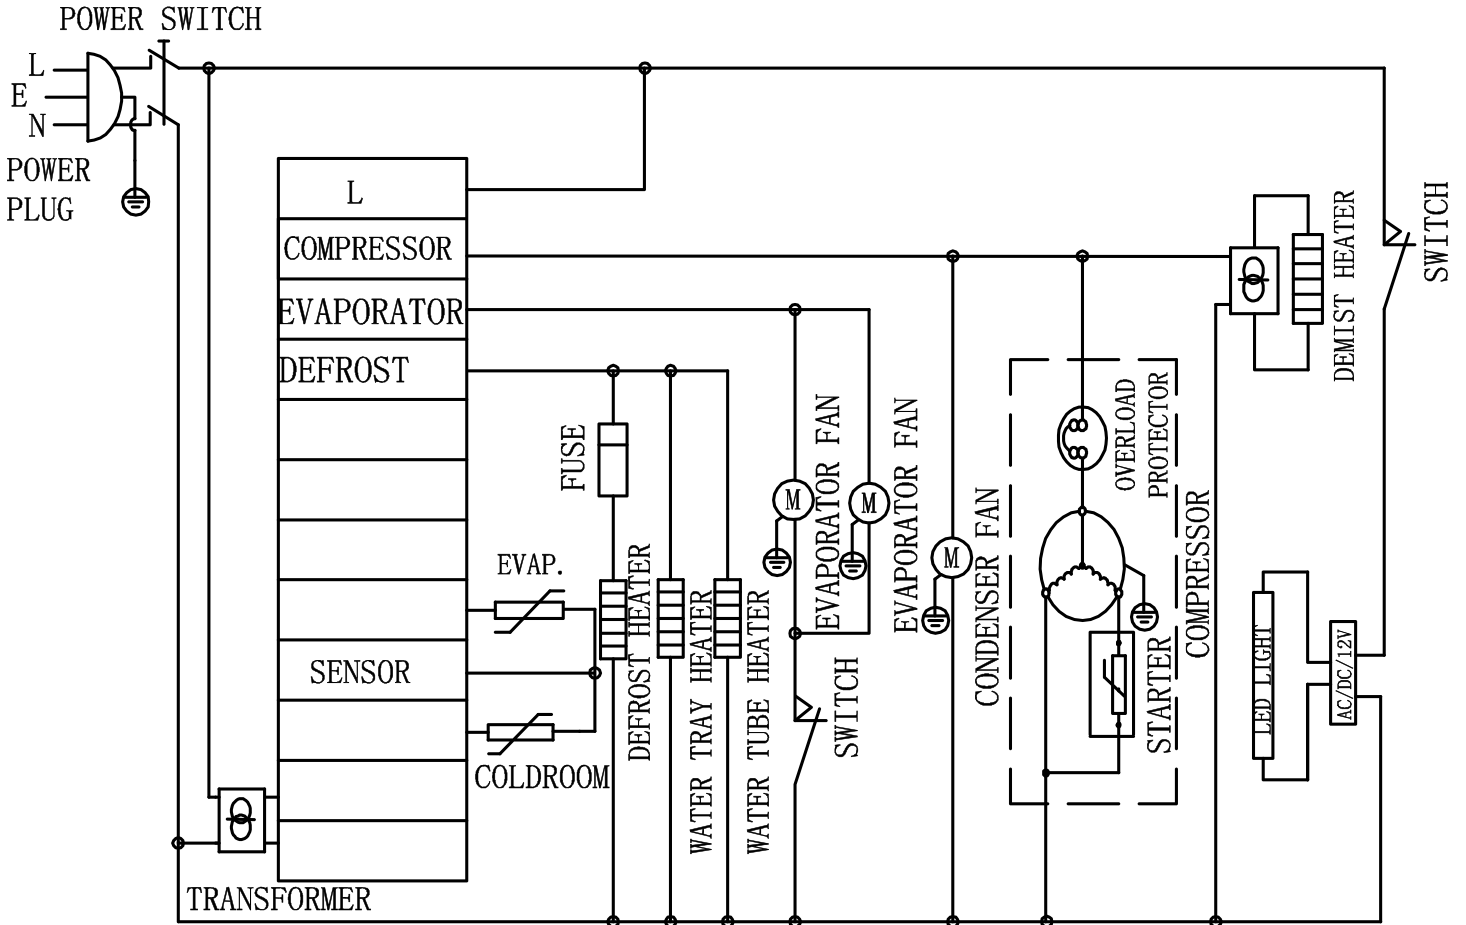 POWER SWITCH
L
E
N
POWER
PLUG
L
COMPRESSOR
EVAPORATOR
DEFROST
SENSOR
TRANSFORMER
EVAP.
COLDROOM
FUSE
DEFROST HEATER
WATER TRAY HEATER
WATER TUBE HEATER
M
EVAPORATOR FAN
M
EVAPORATOR FAN
SWITCH
M
CONDENSER FAN
OVERLOAD
PROTECTOR
STARTER
COMPRESSOR
DEMIST HEATER
SWITCH
LED LIGHT
AC/DC/12V